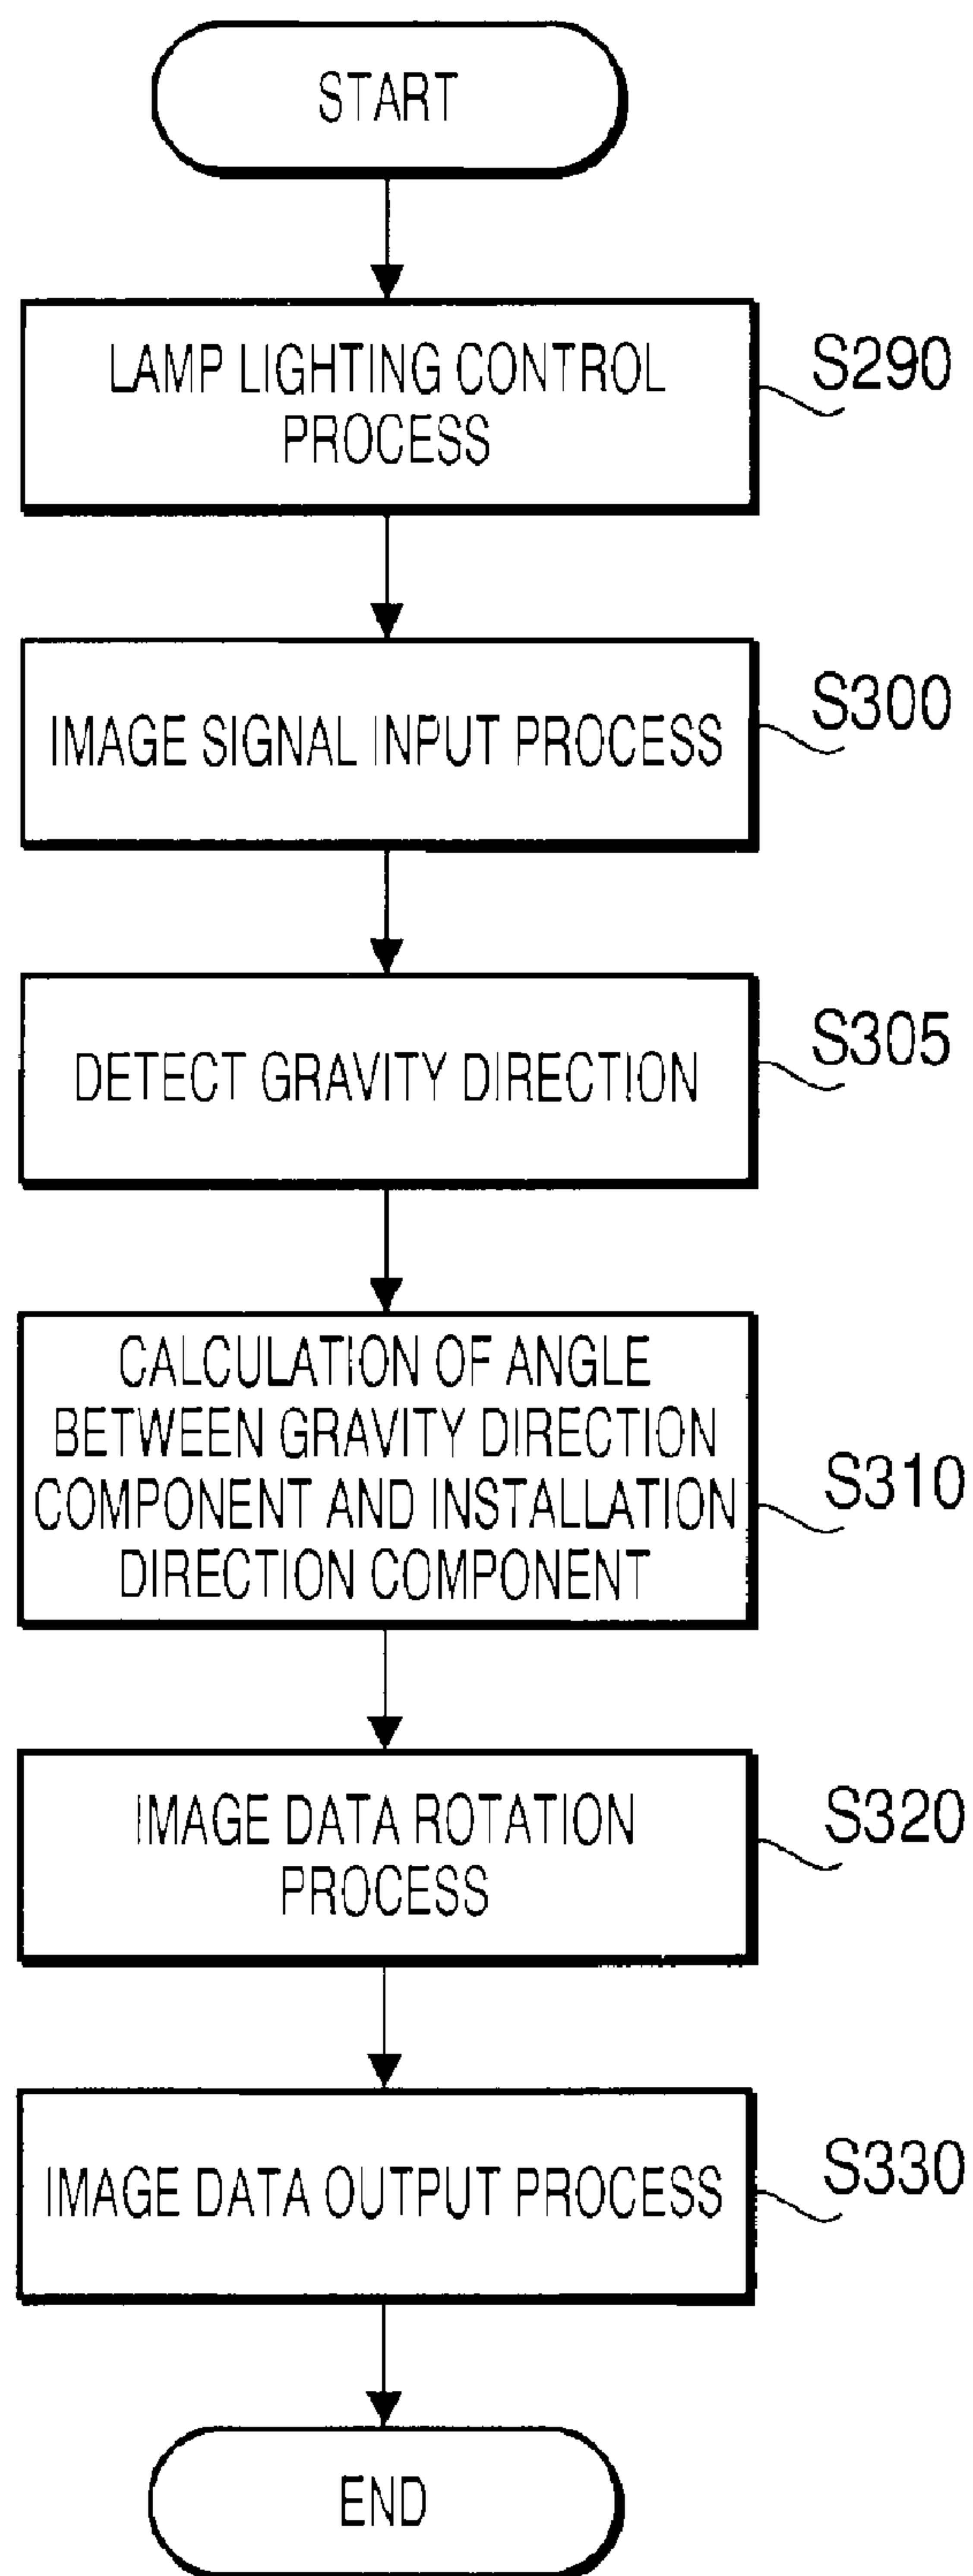 START
LAMP LIGHTING CONTROL
PROCESS
S290
IMAGE SIGNAL INPUT PROCESS
S300
DETECT GRAVITY DIRECTION
S305
CALCULATION OF ANGLE
BETWEEN GRAVITY DIRECTION
COMPONENT AND INSTALLATION
DIRECTION COMPONENT
S310
IMAGE DATA ROTATION
PROCESS
S320
IMAGE DATA OUTPUT PROCESS
S330
END